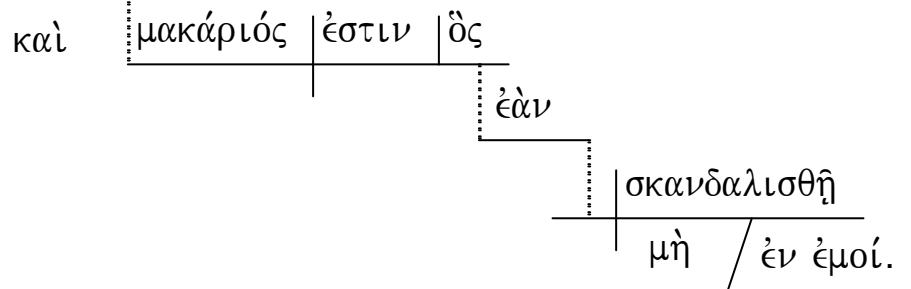 καὶ μακάριός ἐστιν ὃς
ἐὰν
σκανδαλισθῇ
μὴ ἐν ἐμοί.